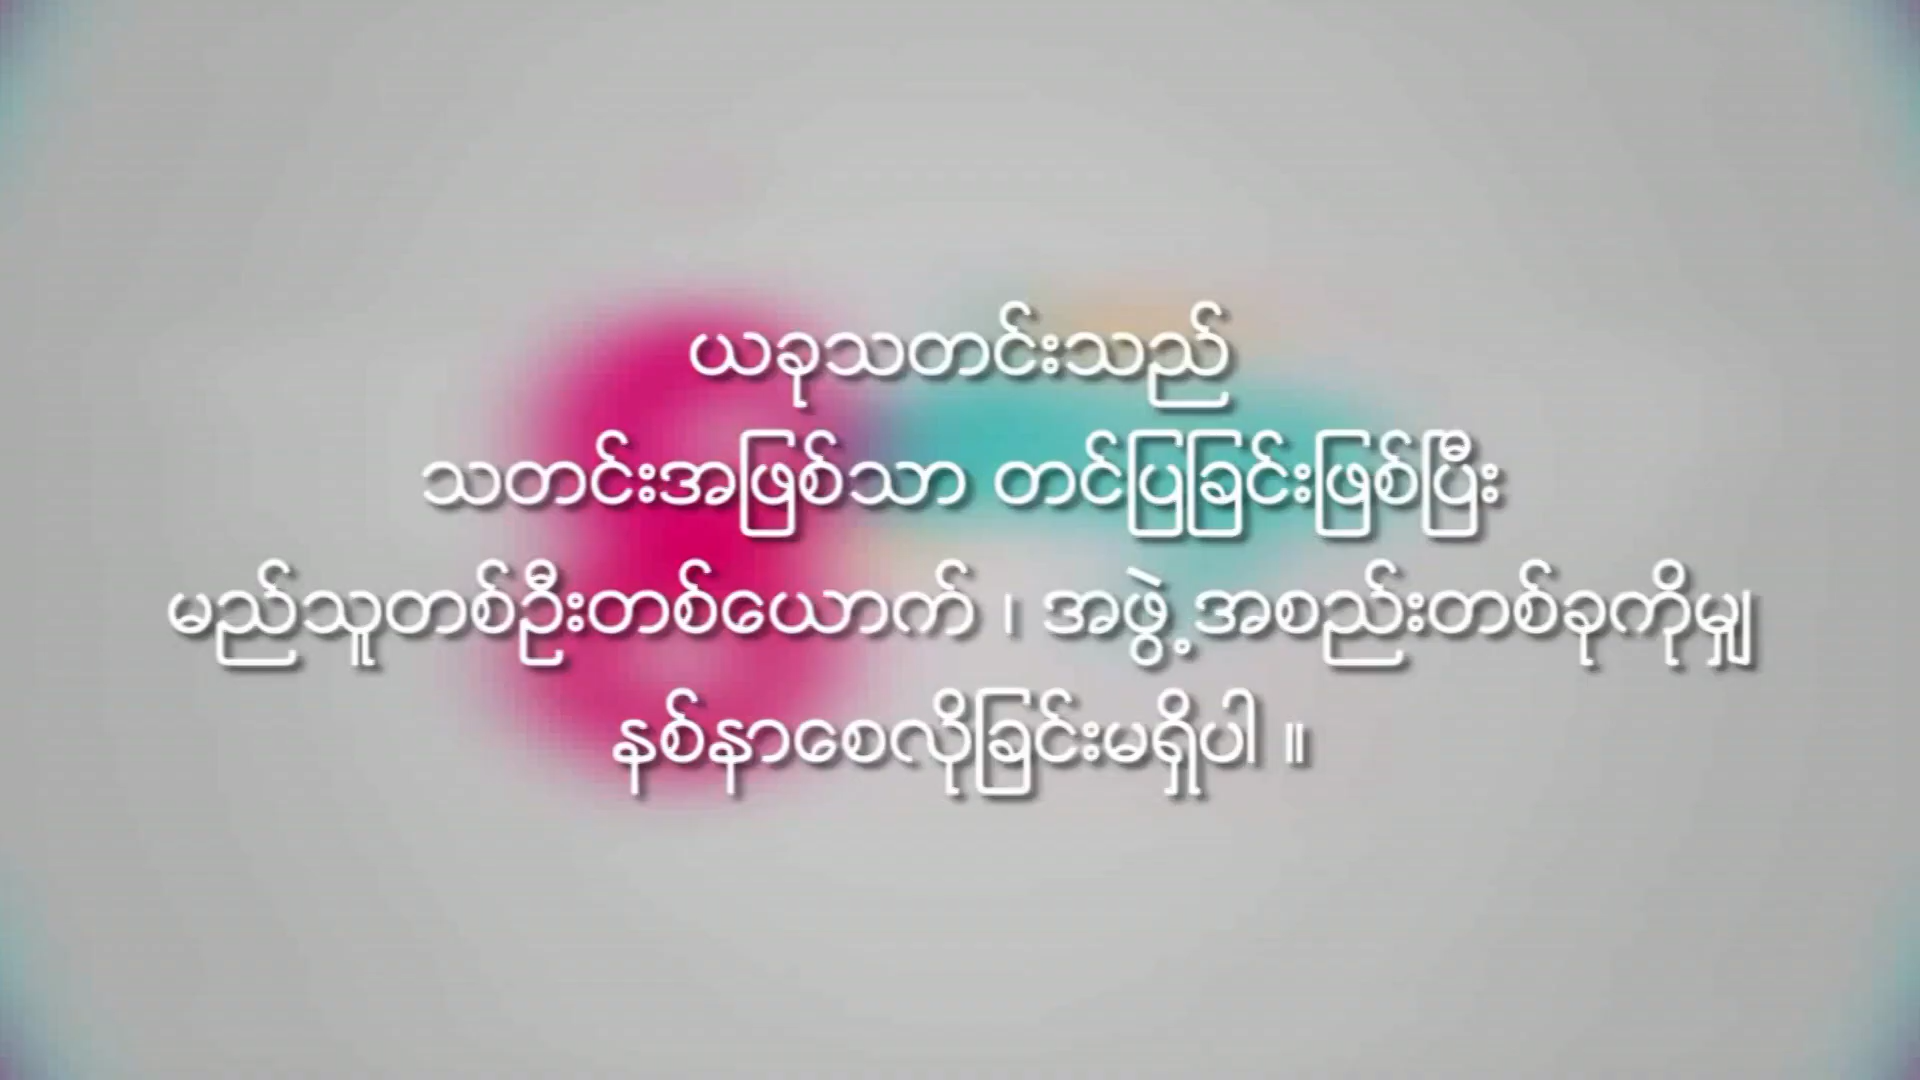 ယခုသတင်းသည်
သတင်းအဖြစ်သာ တင်ပြခြင်းဖြစ်ပြီး
မည်သူတစ်ဦးတစ်ယောက် ၊ အဖွဲ့အစည်းတစ်ခုကိုမျှ
နစ်နာစေလိုခြင်းမရှိပါ ။